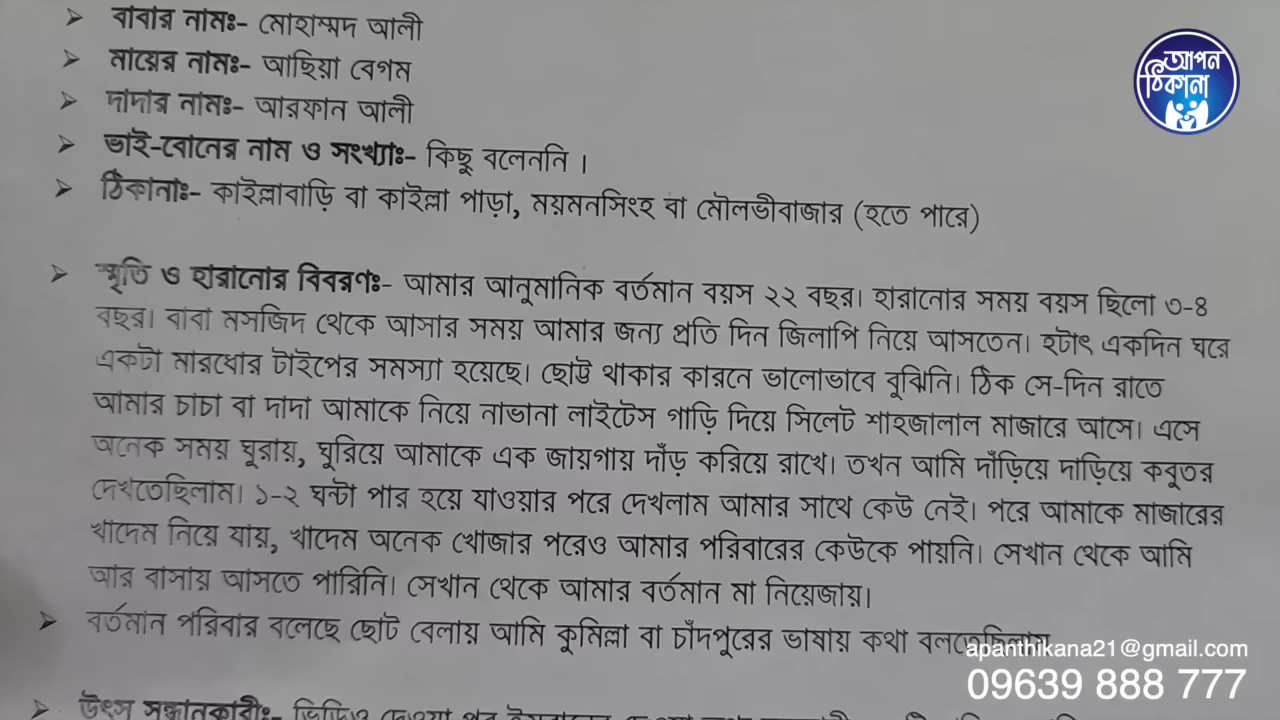 ➤ বাবার নামঃ- মোহাম্মদ আলী
➤ মায়ের নামঃ- আছিয়া বেগম
➤ দাদার নামঃ- আরফান আলী
➤ ভাই-বোনের নাম ও সংখ্যাঃ- কিছু বলেননি ।
➤ ঠিকানাঃ- কাইল্লাবাড়ি বা কাইল্লা পাড়া, ময়মনসিংহ বা মৌলভীবাজার (হতে পারে)
➤ স্মৃতি ও হারানোর বিবরণঃ- আমার আনুমানিক বর্তমান বয়স ২২ বছর। হারানোর সময় বয়স ছিলো ৩-৪
বছর। বাবা মসজিদ থেকে আসার সময় আমার জন্য প্রতি দিন জিলাপি নিয়ে আসতেন। হটাৎ একদিন ঘরে
একটা মারধোর টাইপের সমস্যা হয়েছে। ছোট্ট থাকার কারনে ভালোভাবে বুঝিনি। ঠিক সে-দিন রাতে
আমার চাচা বা দাদা আমাকে নিয়ে নাভানা লাইটেস গাড়ি দিয়ে সিলেট শাহজালাল মাজারে আসে। এসে
অনেক সময় ঘুরায়, ঘুরিয়ে আমাকে এক জায়গায় দাঁড় করিয়ে রাখে। তখন আমি দাঁড়িয়ে দাড়িয়ে কবুতর
দেখতেছিলাম। ১-২ ঘন্টা পার হয়ে যাওয়ার পরে দেখলাম আমার সাথে কেউ নেই। পরে আমাকে মাজারের
খাদেম নিয়ে যায়, খাদেম অনেক খোজার পরেও আমার পরিবারের কেউকে পায়নি। সেখান থেকে আমি
আর বাসায় আসতে পারিনি। সেখান থেকে আমার বর্তমান মা নিয়েজায়।
➤ বর্তমান পরিবার বলেছে ছোট বেলায় আমি কুমিল্লা বা চাঁদপুরের ভাষায় কথা বলতেছিলাম
➤ উৎস সন্ধানকারীঃ- ভিডিও দেওয়া পর
আপন
ঠিকানা
apanthikana21@gmail.com
09639 888 777